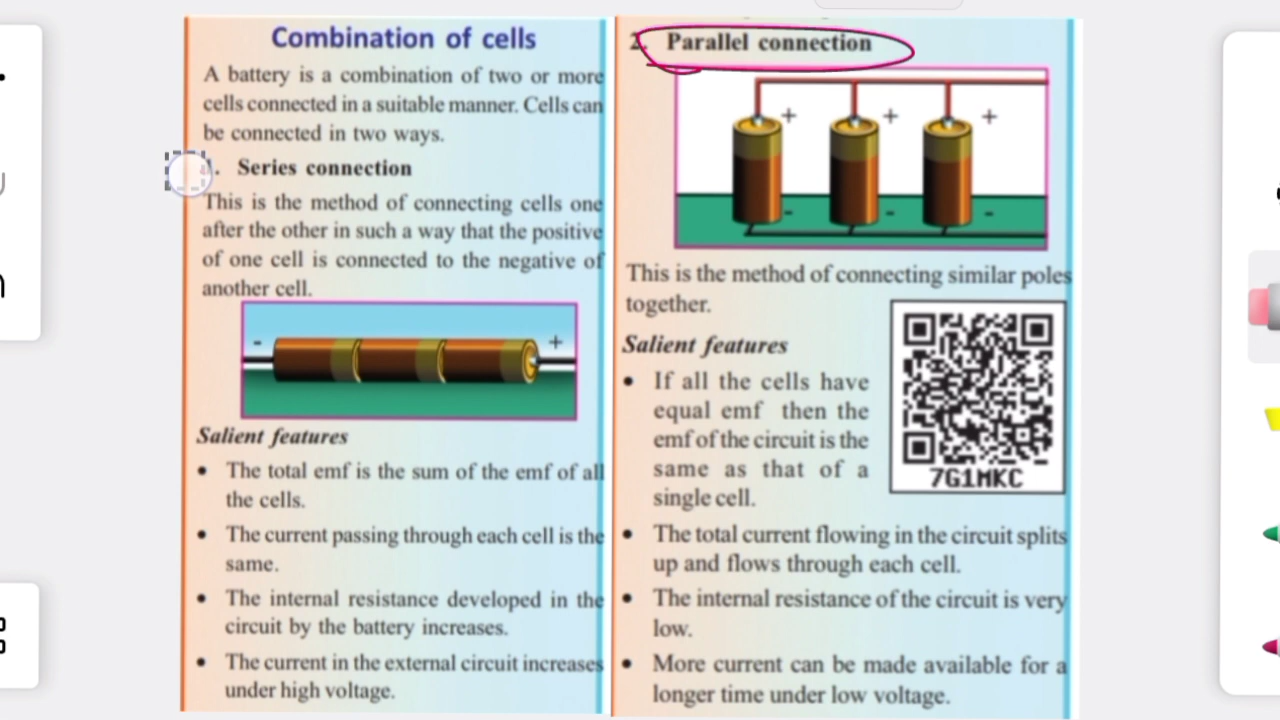 Combination of cells
A battery is a combination of two or more
cells connected in a suitable manner. Cells can
be connected in two ways.
. Series connection
This is the method of connecting cells one
after the other in such a way that the positive
of one cell is connected to the negative of
another cell.
- +
Salient features
• The total emf is the sum of the emf of all
the cells.
• The current passing through each cell is the
same.
• The internal resistance developed in the
circuit by the battery increases.
• The current in the external circuit increases
under high voltage.
2. Parallel connection
+ + +
- - -
This is the method of connecting similar poles
together.
Salient features
• If all the cells have
equal emf then the
emf of the circuit is the
same as that of a
single cell.
7G1MKC
• The total current flowing in the circuit splits
up and flows through each cell.
• The internal resistance of the circuit is very
low.
• More current can be made available for a
longer time under low voltage.